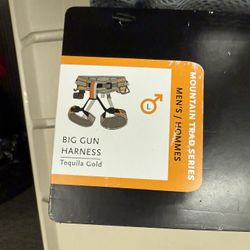 BIG GUN
HARNESS
Tequila Gold
L
MOUNTAIN TRAD SERIES
MEN'S / HOMMES